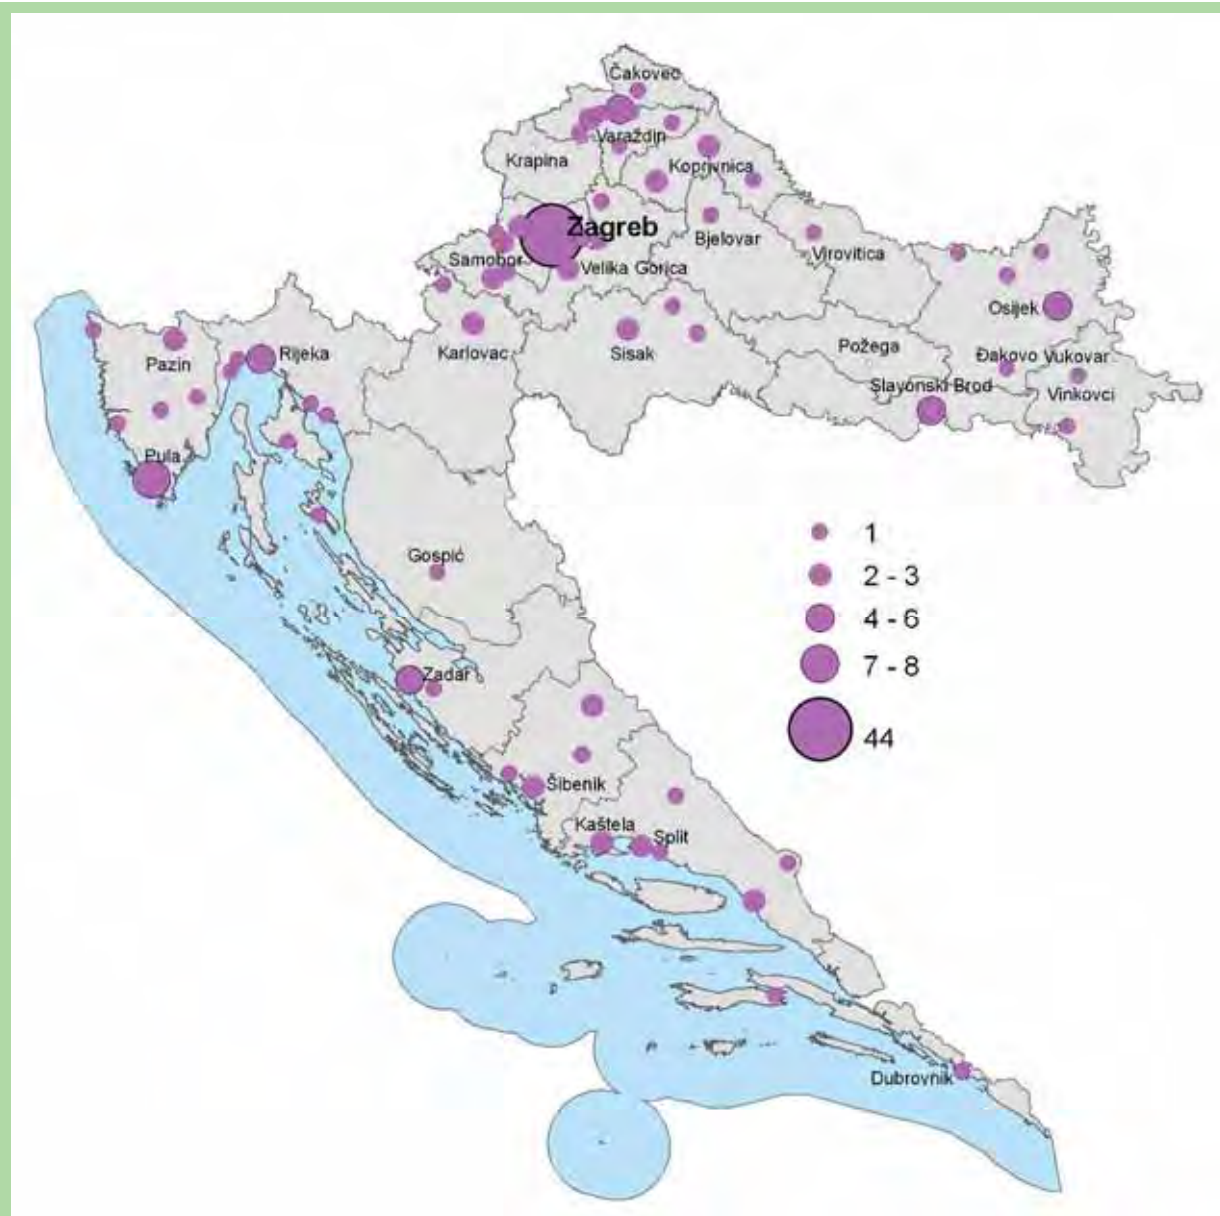 Čakovec
Varaždin
Krapina
Koprivnica
Zagreb
Bjelovar
Virovitica
Samobor
Velika Gorica
Osijek
Rijeka
Karlovac
Sisak
Požega
Pazin
Đakovo
Vukovar
Slavonski Brod
Vinkovci
Pula
1
Gospić
2 - 3
4 - 6
7 - 8
Zadar
44
Šibenik
Kaštela
Split
Dubrovnik